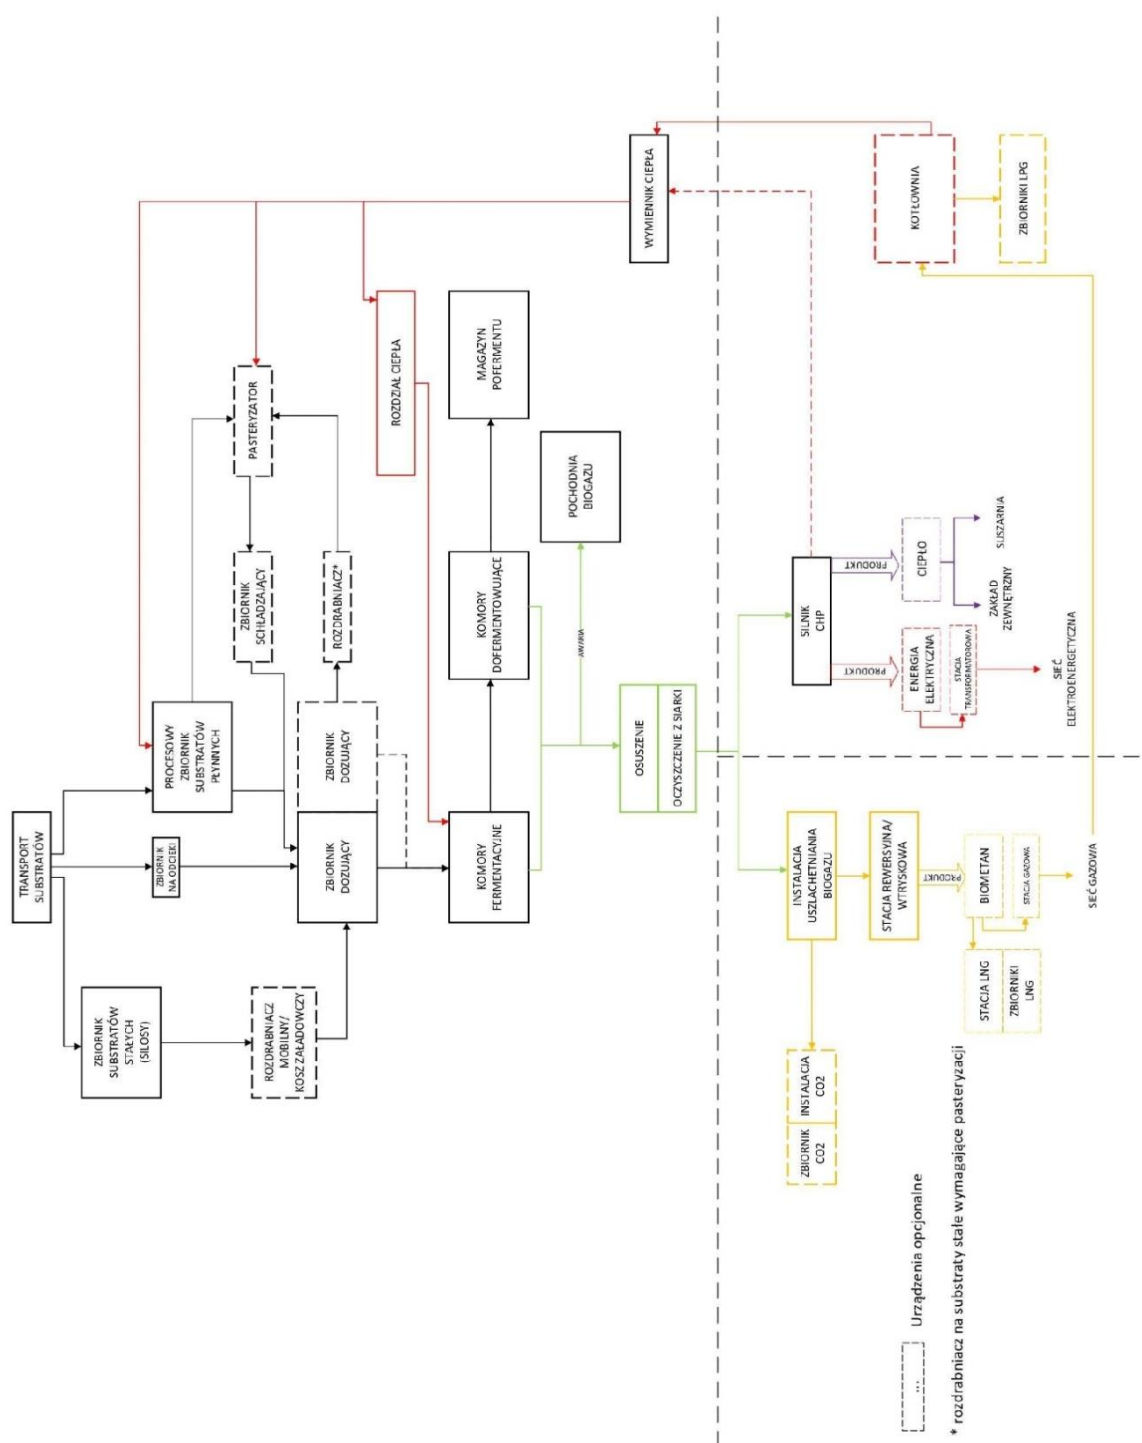 TRANSPORT
SUBSTRATÓW
ZBIORNIK
SUBSTRATÓW
STAŁYCH
(SILOSY)
ZBIORNIK
NA ODCIEKI
PROCESOWY
ZBIORNIK
SUBSTRATÓW
PŁYNNYCH
ROZDRABNIACZ
MOBILNY/
KOSZ ZAŁADOWCZY
ZBIORNIK
SCHŁADZAJĄCY
PASTERYZATOR
ZBIORNIK
DOZUJĄCY
ZBIORNIK
DOZUJĄCY
ROZDRABNIACZ*
ROZDZIAŁ CIEPŁA
KOMORY
FERMENTACYJNE
KOMORY
DOFERMENTOWUJĄCE
MAGAZYN
POFERMENTU
POCHODNIA
BIOGAZU
AWARIA
OSUSZENIE
OCZYSZCZENIE Z SIARKI
WYMIENNIK CIEPŁA
INSTALACJA
USZLACHETNIANIA
BIOGAZU
ZBIORNIK
CO2
INSTALACJA
CO2
STACJA REWERSYJNA/
WTRYSKOWA
PRODUKT
BIOMETAN
STACJA GAZOWA
STACJA LNG
ZBIORNIKI
LNG
SIEĆ GAZOWA
SILNIK
CHP
PRODUKT
ENERGIA
ELEKTRYCZNA
STACJA
TRANSFORMATOROWA
SIEĆ
ELEKTROENERGETYCZNA
PRODUKT
CIEPŁO
ZAKŁAD
ZEWNĘTRZNY
SUSZARNIA
KOTŁOWNIA
ZBIORNIKI LPG
...
Urządzenia opcjonalne
* rozdrabniacz na substraty stałe wymagające pasteryzacji